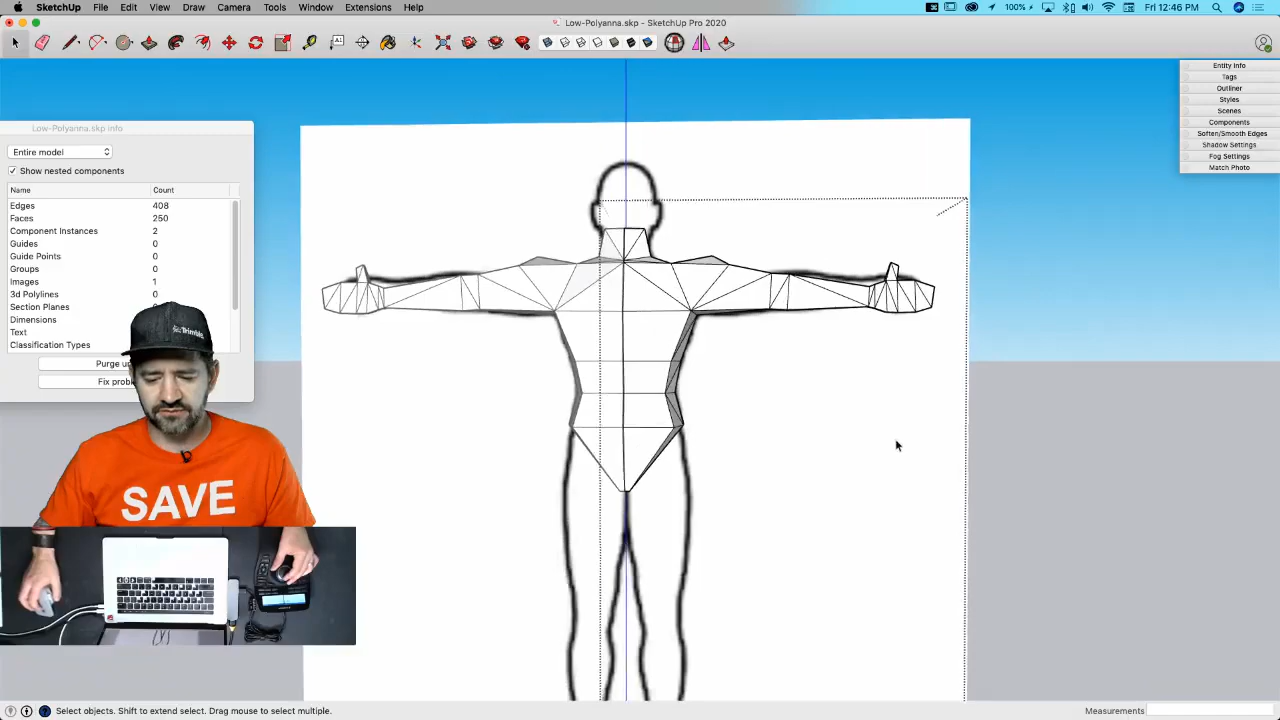 SketchUp File Edit View Draw Camera Tools Window Extensions Help 100% Fri 12:46 PM
Low-Polyanna.skp - SketchUp Pro 2020
Entity Info
Tags
Outliner
Styles
Scenes
Components
Soften/Smooth Edges
Shadow Settings
Fog Settings
Match Photo
Low-Polyanna.skp info
Entire model
Show nested components
Name Count
Edges 408
Faces 250
Component Instances 2
Guides 0
Guide Points 0
Groups 0
Images 1
3d Polylines 0
Section Planes
Dimensions
Text
Classification Types
Purge
Fix
Trimble
SAVE
Select objects. Shift to extend select. Drag mouse to select multiple.
Measurements